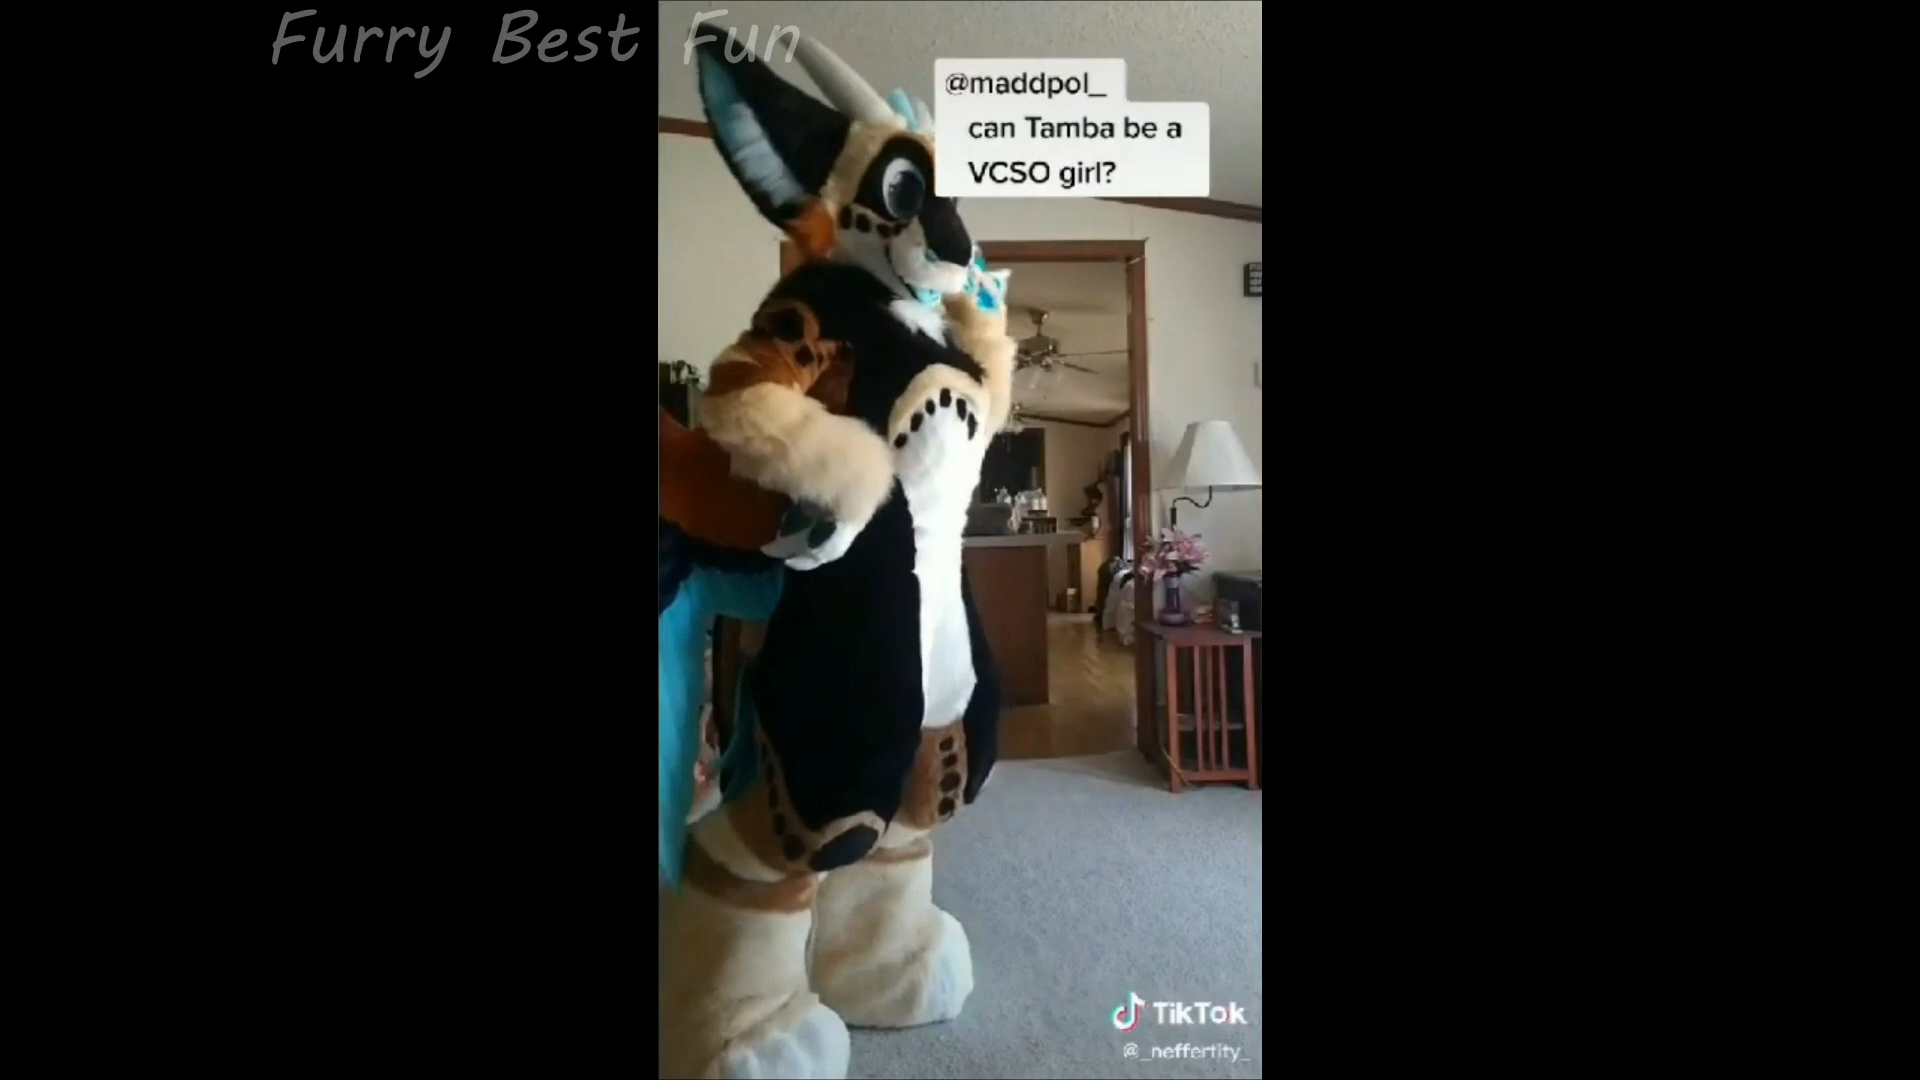 Furry Best Fun
@maddpol_
can Tamba be a
VCSO girl?
TikTok
@_neffertity_